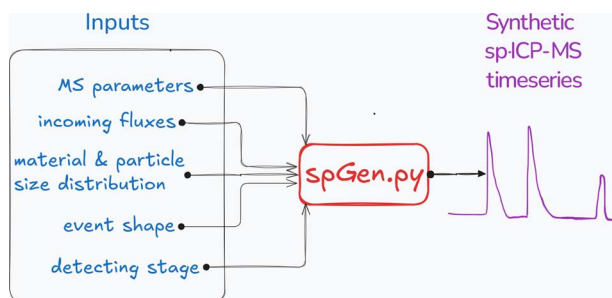 Inputs
MS parameters
incoming fluxes
material & particle
size distribution
event shape
detecting stage
spGen.py
Synthetic
sp-ICP-MS
timeseries